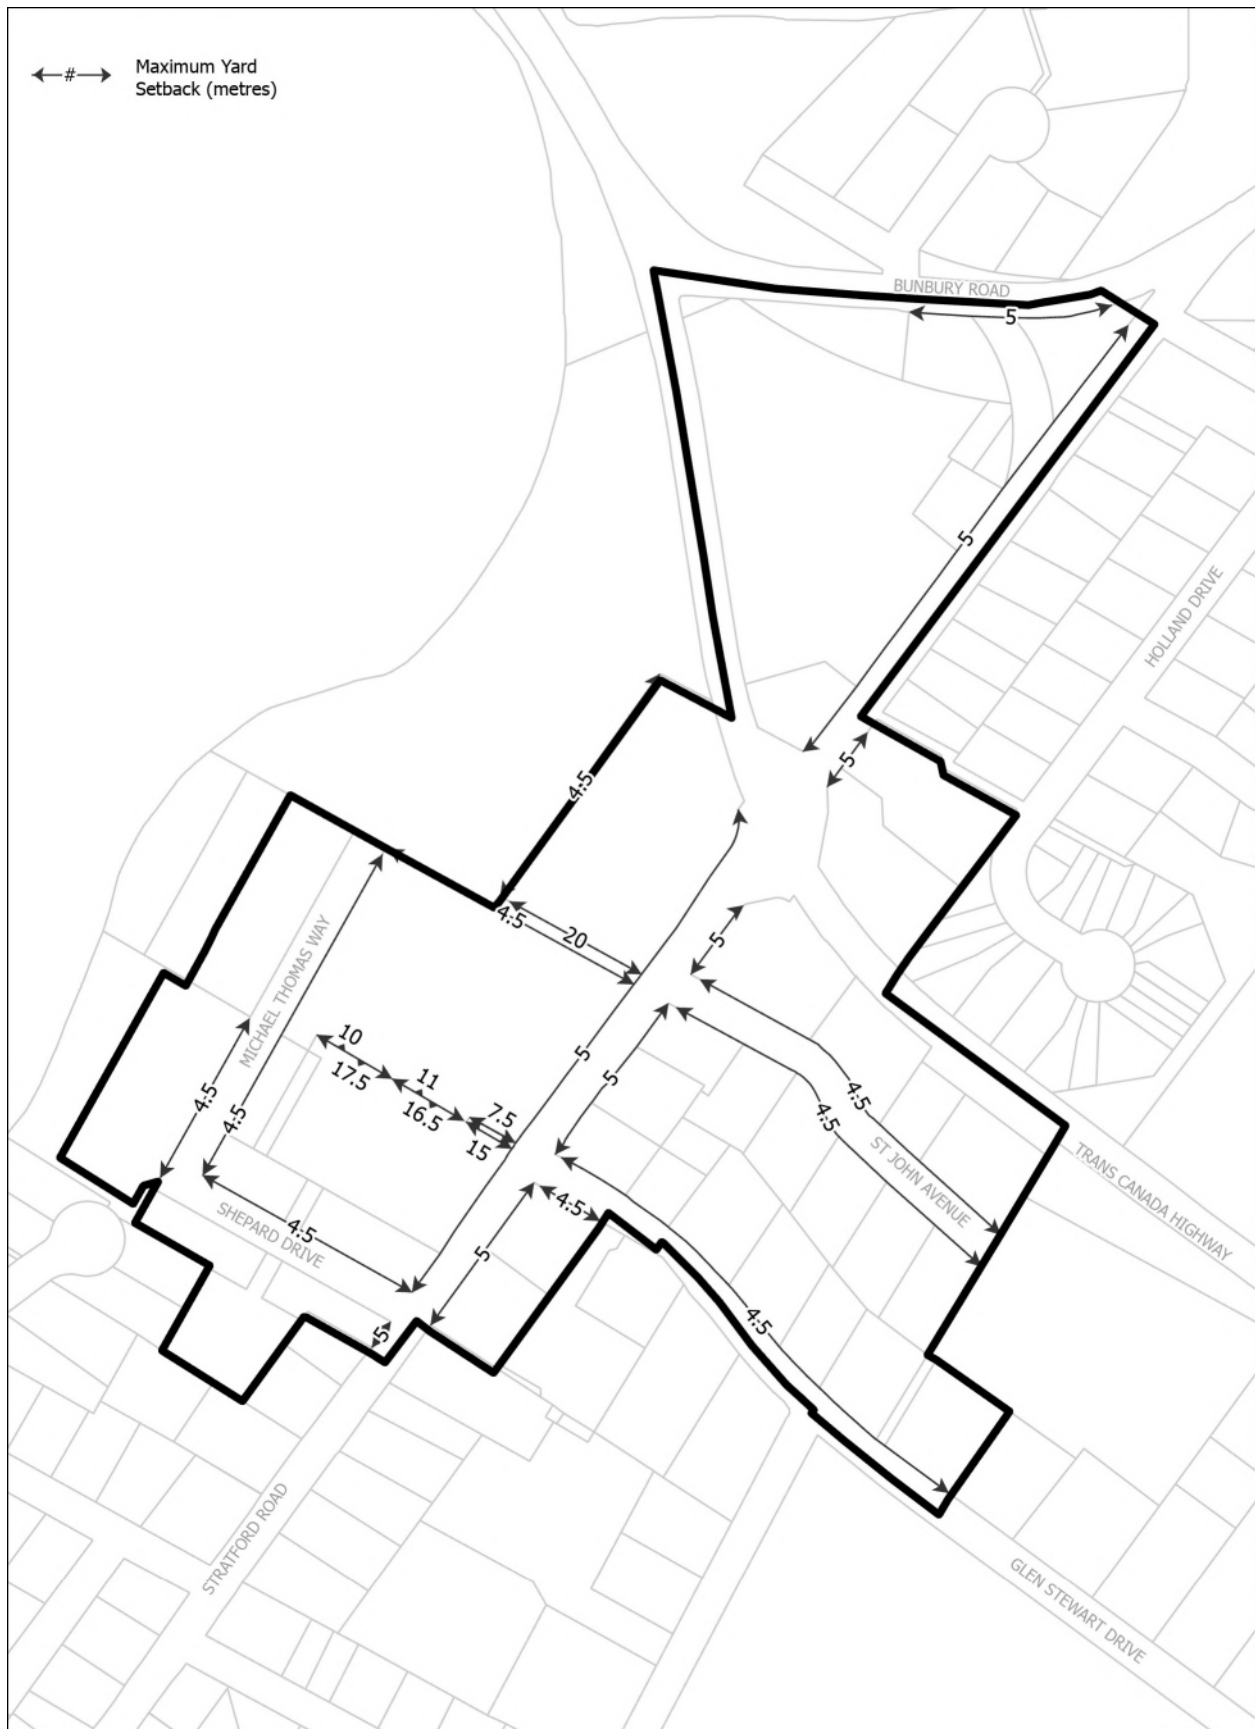 #
Maximum Yard
Setback (metres)
BUNBURY ROAD
5
5
HOLLAND DRIVE
5
4.5
4.5
20
5
MICHAEL THOMAS WAY
10
17.5
11
16.5
7.5
15
5
5
4.5
4.5
4.5
4.5
ST JOHN AVENUE
TRANS CANADA HIGHWAY
4.5
SHEPARD DRIVE
4.5
5
5
4.5
STRATFORD ROAD
GLEN STEWART DRIVE